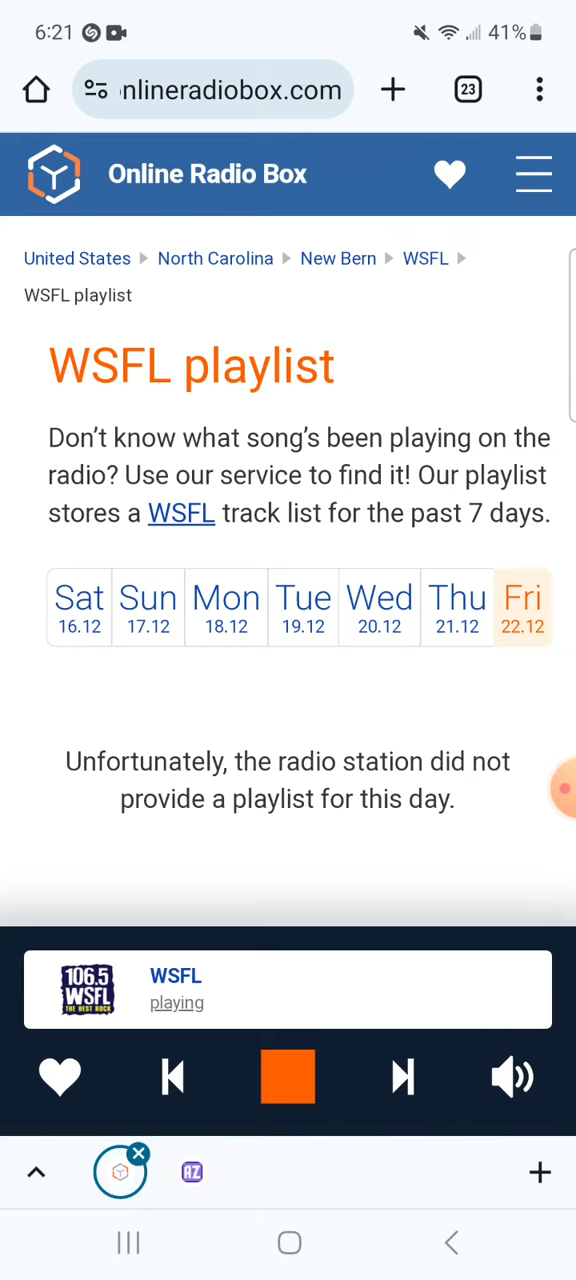 6:21 41%
nlineradiobox.com 23
Online Radio Box
United States North Carolina New Bern WSFL
WSFL playlist
WSFL playlist
Don’t know what song’s been playing on the
radio? Use our service to find it! Our playlist
stores a WSFL track list for the past 7 days.
Sat Sun Mon Tue Wed Thu Fri
16.12 17.12 18.12 19.12 20.12 21.12 22.12
Unfortunately, the radio station did not
provide a playlist for this day.
106.5
WSFL
THE BEST ROCK
WSFL
playing
AZ